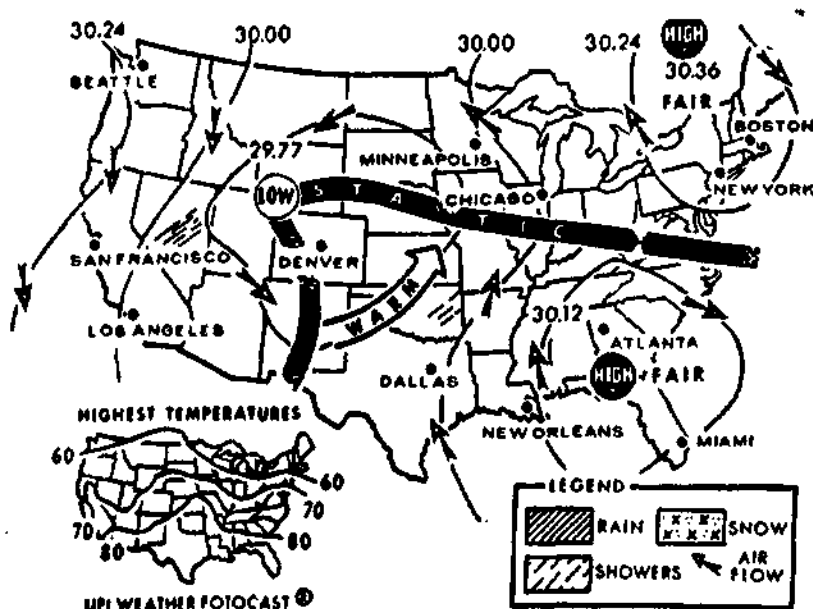 30.24
30.00
30.00
30.24
HIGH
30.36
FAIR
SEATTLE
BOSTON
29.77
MINNEAPOLIS
NEW YORK
LOW
STATIC
CHICAGO
SAN FRANCISCO
DENVER
WARM
LOS ANGELES
30.12
ATLANTA
DALLAS
HIGH
FAIR
NEW ORLEANS
MIAMI
HIGHEST TEMPERATURES
60
60
70
70
80
80
LEGEND
RAIN
SNOW
SHOWERS
AIR FLOW
UPI WEATHER FOTOCAST ®